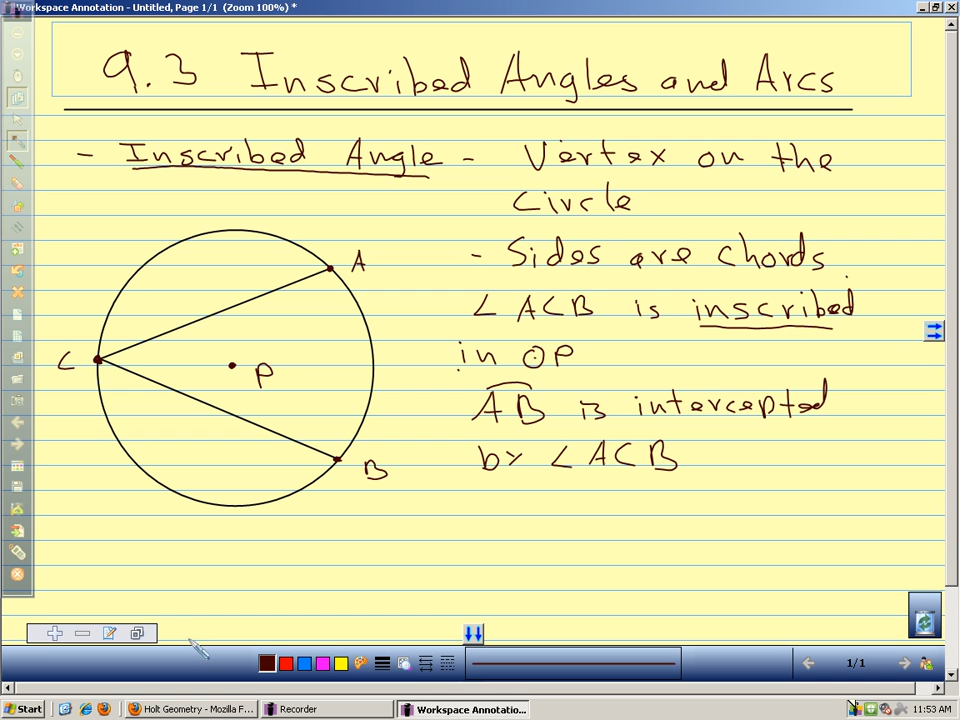 Workspace Annotation - Untitled, Page 1/1 (Zoom 100%) *
9.3 Inscribed Angles and Arcs
- Inscribed Angle - Vertex on the
circle
- Sides are chords
∠ACB is inscribed
in ⊙P
AB is intercepted
by ∠ACB
A
C
P
B
1/1
Start
Holt Geometry - Mozilla F...
Recorder
Workspace Annotatio...
11:53 AM